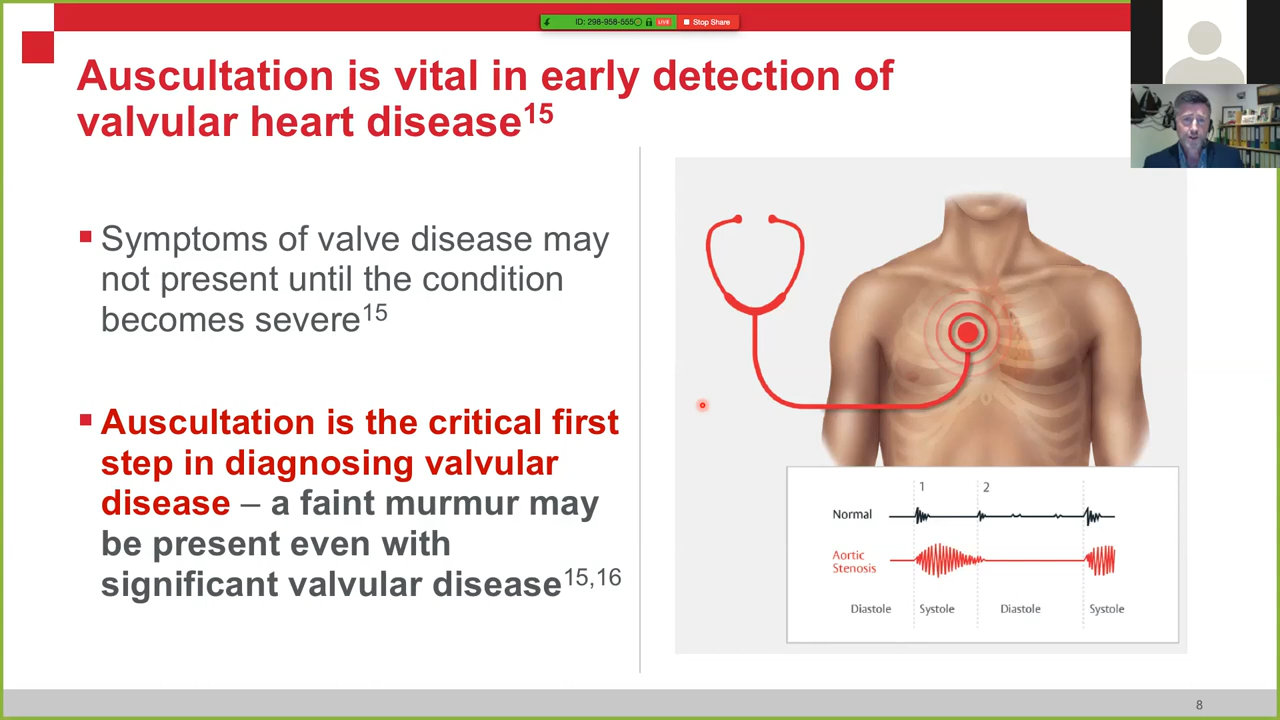 ID: 298-958-555 LIVE Stop Share
Auscultation is vital in early detection of
valvular heart disease15
Symptoms of valve disease may
not present until the condition
becomes severe15
Auscultation is the critical first
step in diagnosing valvular
disease – a faint murmur may
be present even with
significant valvular disease15,16
1 2
Normal
Aortic
Stenosis
Diastole Systole Diastole Systole
8